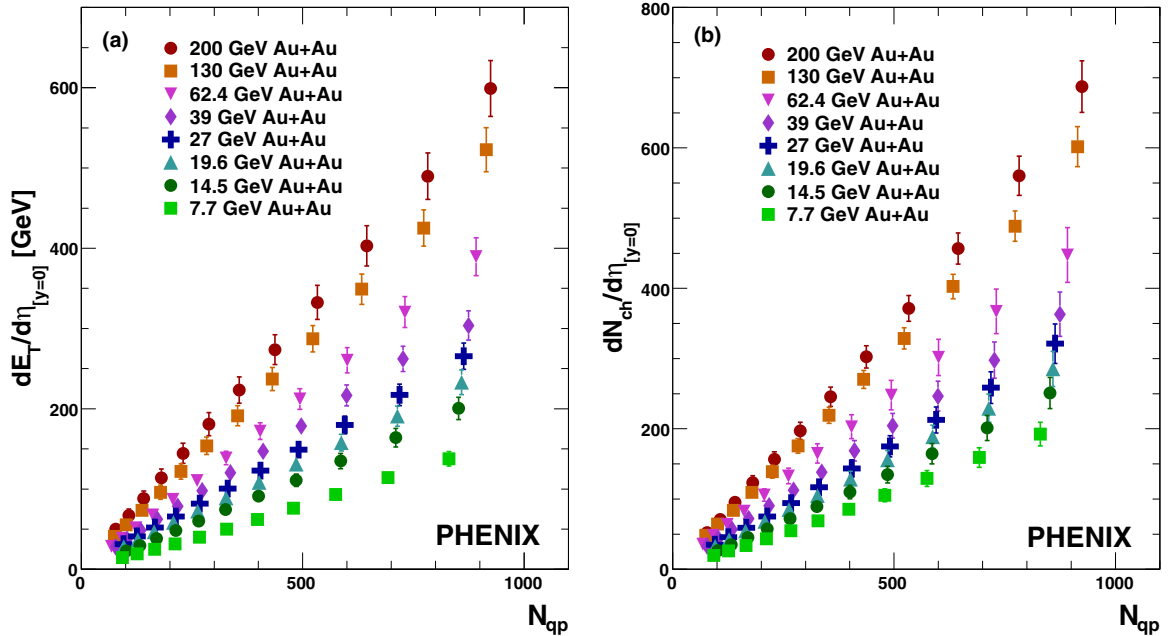 (a)
200 GeV Au+Au
130 GeV Au+Au
62.4 GeV Au+Au
39 GeV Au+Au
27 GeV Au+Au
19.6 GeV Au+Au
14.5 GeV Au+Au
7.7 GeV Au+Au
dE_T/dη_[y=0] [GeV]
600
400
200
0
PHENIX
0 500 1000
N_qp
(b)
200 GeV Au+Au
130 GeV Au+Au
62.4 GeV Au+Au
39 GeV Au+Au
27 GeV Au+Au
19.6 GeV Au+Au
14.5 GeV Au+Au
7.7 GeV Au+Au
dN_ch/dη_[y=0]
800
600
400
200
0
PHENIX
0 500 1000
N_qp